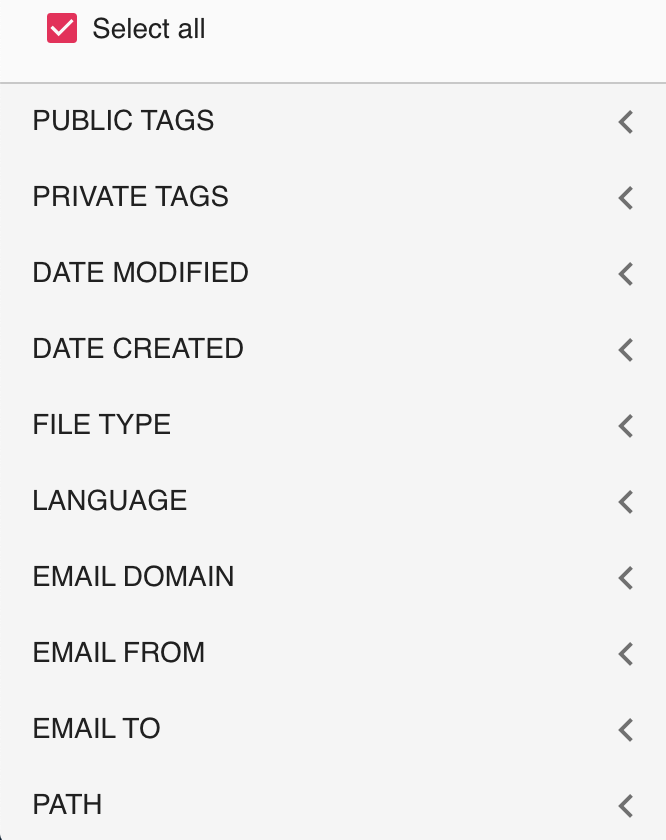 Select all
PUBLIC TAGS
PRIVATE TAGS
DATE MODIFIED
DATE CREATED
FILE TYPE
LANGUAGE
EMAIL DOMAIN
EMAIL FROM
EMAIL TO
PATH